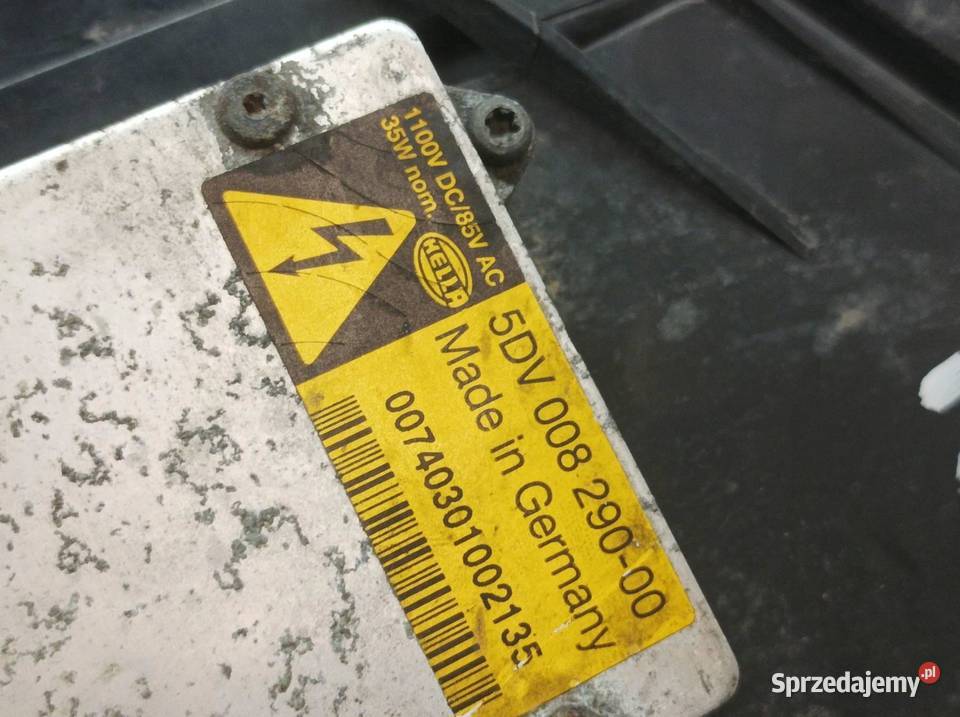 1100V DC/85V AC
35W nom.
HELLA
5DV 008 290-00
Made in Germany
00740301002135
Sprzedajemy.pl